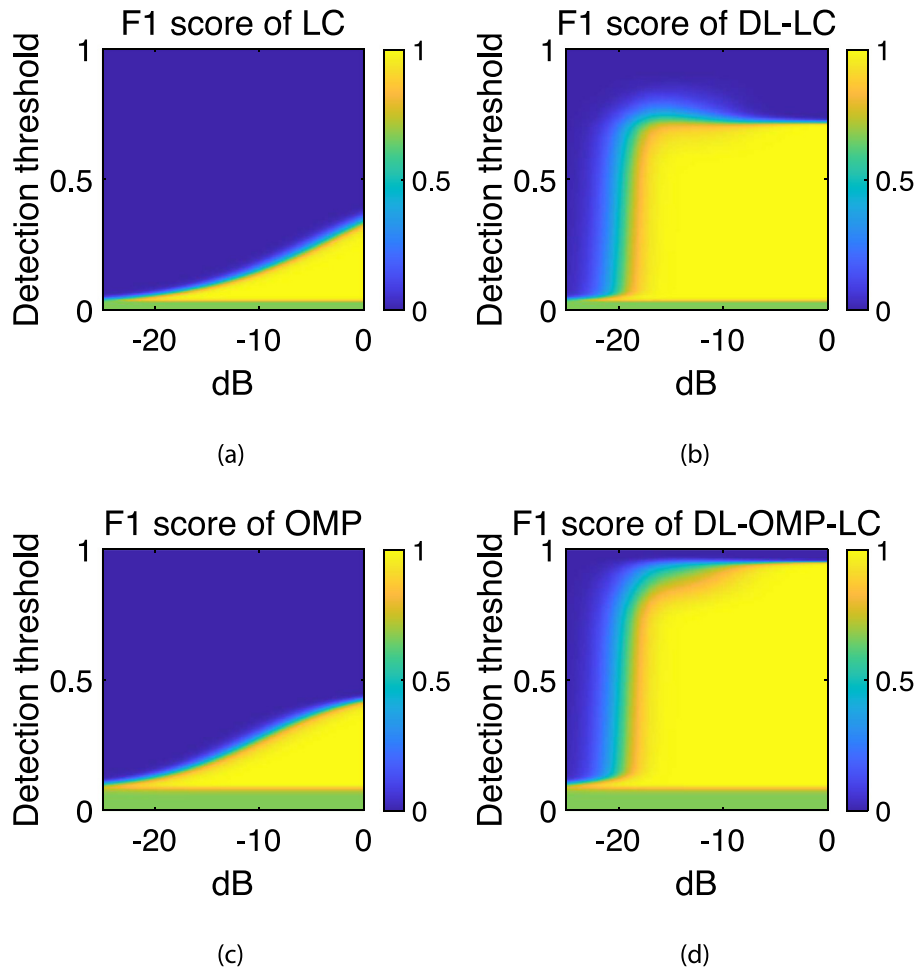 F1 score of LC
Detection threshold
1
0.5
0
-20 -10 0
dB
1
0.5
0
(a)
F1 score of DL-LC
Detection threshold
1
0.5
0
-20 -10 0
dB
1
0.5
0
(b)
F1 score of OMP
Detection threshold
1
0.5
0
-20 -10 0
dB
1
0.5
0
(c)
F1 score of DL-OMP-LC
Detection threshold
1
0.5
0
-20 -10 0
dB
1
0.5
0
(d)